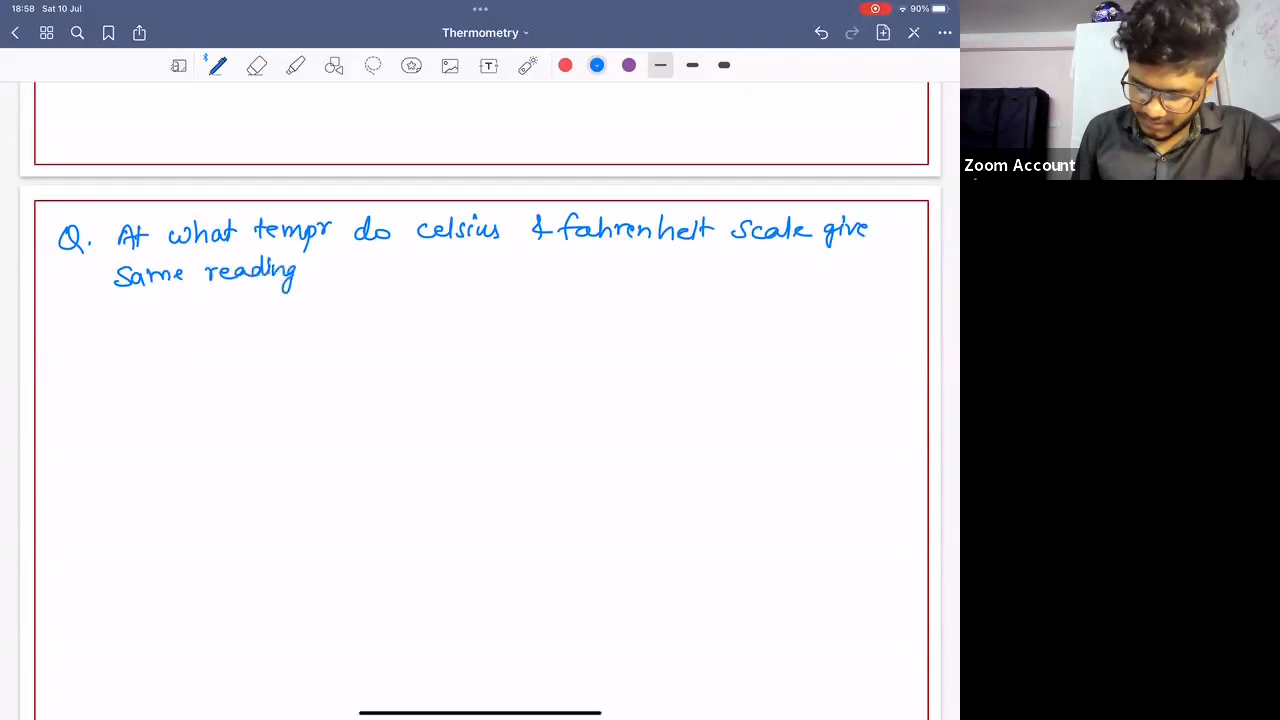 18:58 Sat 10 Jul
90%
Thermometry
Zoom Account
Q. At what tempr do celsius & fahrenheit scale give
same reading